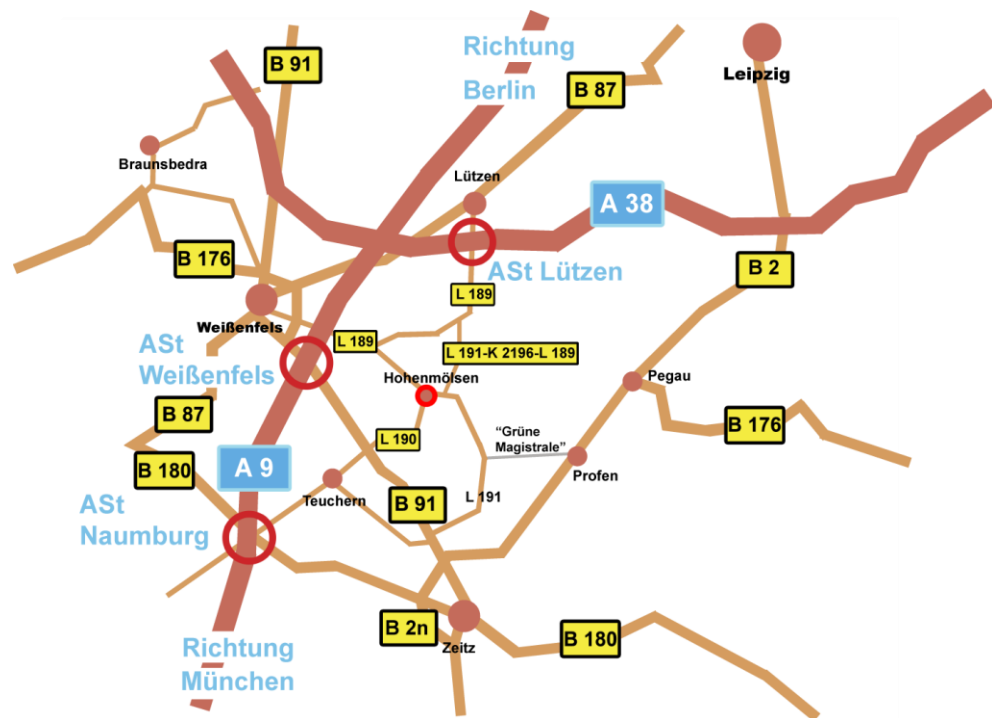 Richtung
Berlin
B 91
B 87
Leipzig
Braunsbedra
Lützen
A 38
B 176
ASt Lützen
B 2
L 189
Weißenfels
ASt
Weißenfels
L 189
L 191-K 2196-L 189
Hohenmölsen
Pegau
B 87
B 176
L 190
"Grüne
Magistrale"
B 180
A 9
Profen
Teuchern
B 91
L 191
ASt
Naumburg
B 2n
Zeitz
B 180
Richtung
München